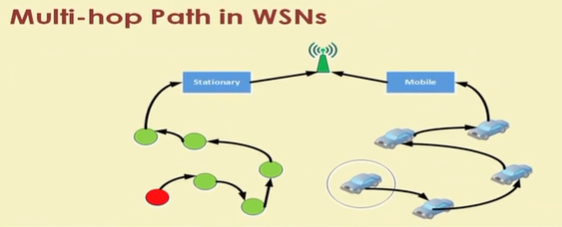 Multi-hop Path in WSNs
Stationary
Mobile